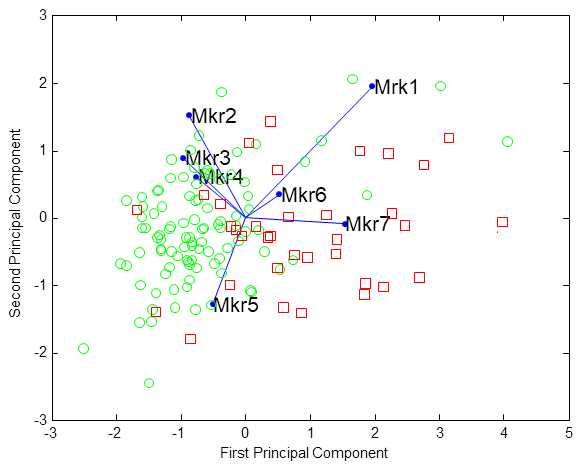 3
2
1
0
-1
-2
-3
-3
-2
-1
0
1
2
3
4
5
Second Principal Component
First Principal Component
Mrk1
Mkr2
Mkr3
Mkr4
Mkr6
Mkr7
Mkr5